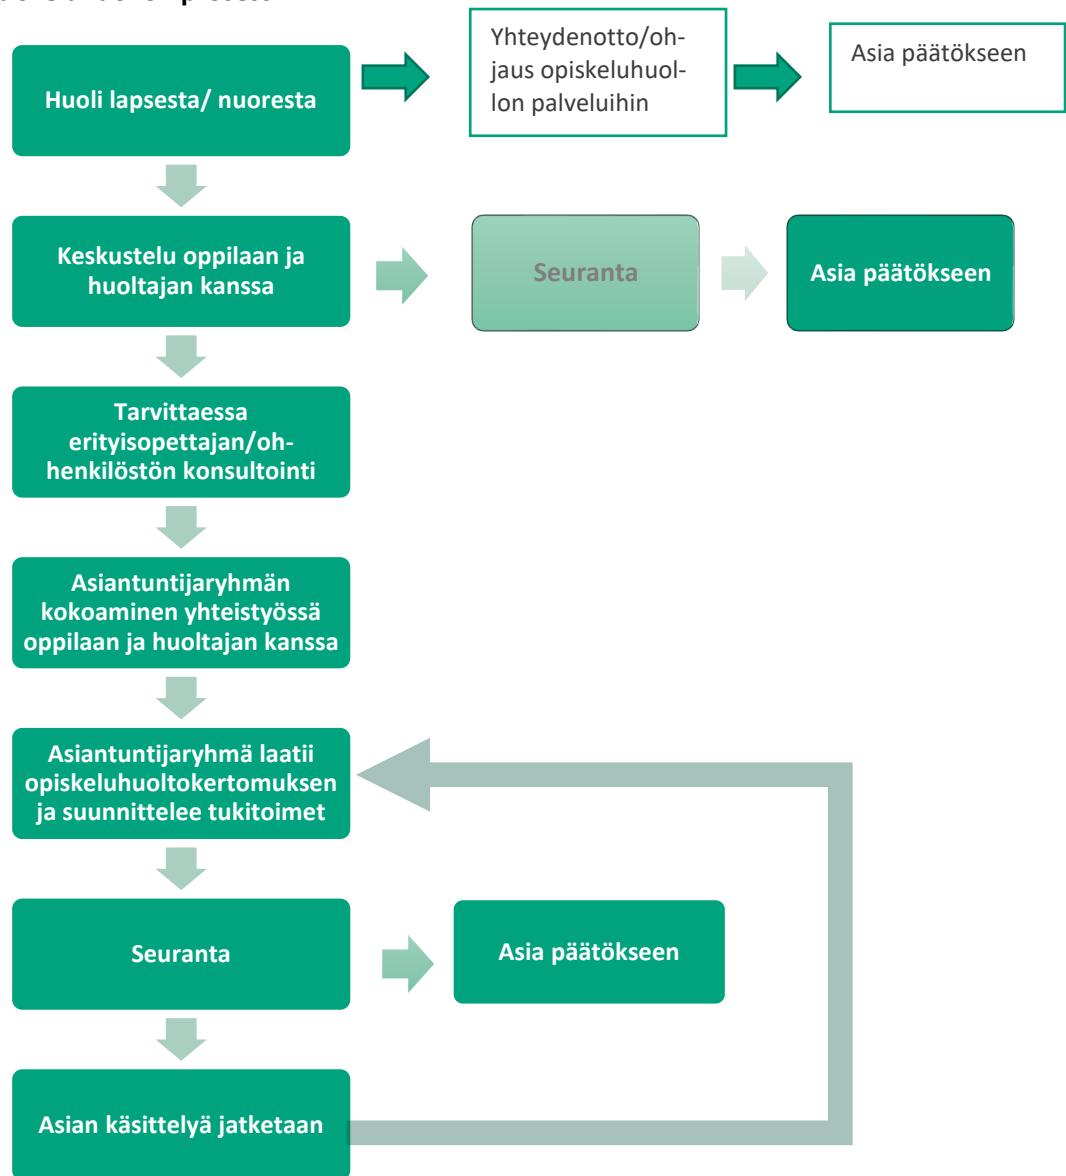 Huoli lapsesta/ nuoresta
Yhteydenotto/oh-
jaus opiskeluhuol-
lon palveluihin
Asia päätökseen
Keskustelu oppilaan ja
huoltajan kanssa
Seuranta
Asia päätökseen
Tarvittaessa
erityisopettajan/oh-
henkilöstön konsultointi
Asiantuntijaryhmän
kokoaminen yhteistyössä
oppilaan ja huoltajan kanssa
Asiantuntijaryhmä laatii
opiskeluhuoltokertomuksen
ja suunnittelee tukitoimet
Seuranta
Asia päätökseen
Asian käsittelyä jatketaan